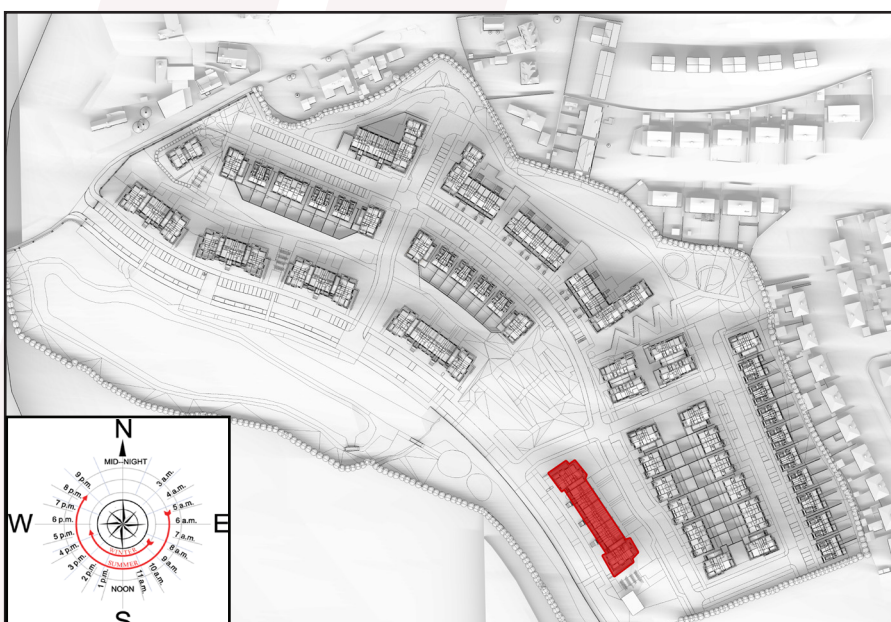 N
MID-NIGHT
9 p.m.
3 a.m.
8 p.m.
4 a.m.
7 p.m.
5 a.m.
W
6 p.m.
6 a.m.
E
5 p.m.
7 a.m.
4 p.m.
8 a.m.
WINTER
3 p.m.
9 a.m.
SUMMER
2 p.m.
10 a.m.
1 p.m.
11 a.m.
NOON
S